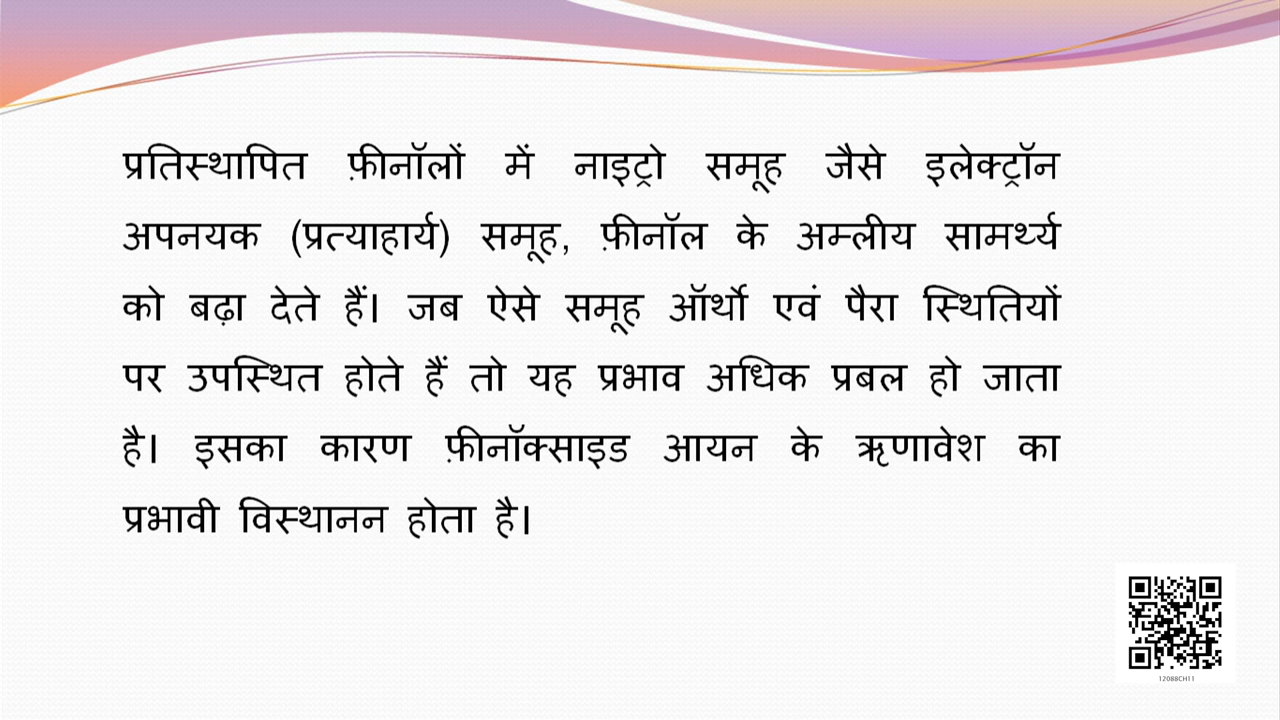 प्रतिस्थापित फ़ीनॉलों में नाइट्रो समूह जैसे इलेक्ट्रॉन
अपनयक (प्रत्याहार्य) समूह, फ़ीनॉल के अम्लीय सामर्थ्य
को बढ़ा देते हैं। जब ऐसे समूह ऑर्थो एवं पैरा स्थितियों
पर उपस्थित होते हैं तो यह प्रभाव अधिक प्रबल हो जाता
है। इसका कारण फ़ीनॉक्साइड आयन के ऋणावेश का
प्रभावी विस्थानन होता है।
12088CH11